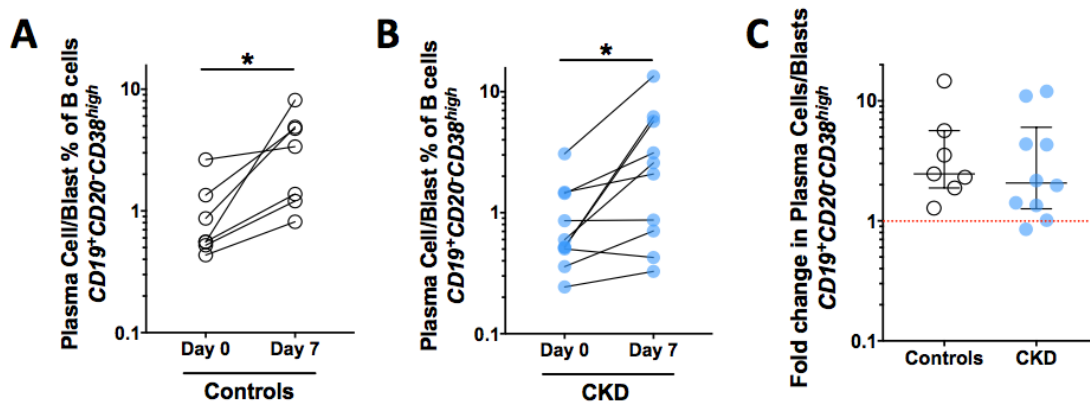 A
Plasma Cell/Blast % of B cells
CD19⁺CD20⁻CD38ʰⁱᵍʰ
*
10
1
0.1
Day 0 Day 7
Controls
B
Plasma Cell/Blast % of B cells
CD19⁺CD20⁻CD38ʰⁱᵍʰ
*
10
1
0.1
Day 0 Day 7
CKD
C
Fold change in Plasma Cells/Blasts
CD19⁺CD20⁻CD38ʰⁱᵍʰ
10
1
0.1
Controls CKD